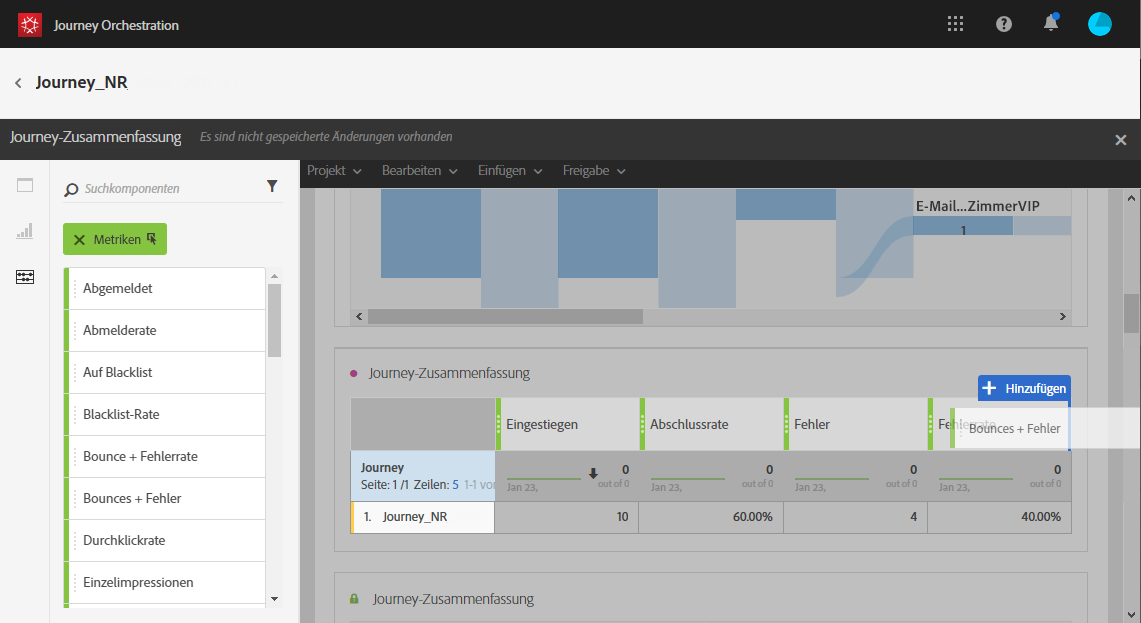 Journey Orchestration
Journey_NR
Journey-Zusammenfassung
Es sind nicht gespeicherte Änderungen vorhanden
Projekt
Bearbeiten
Einfügen
Freigabe
Suchkomponenten
Metriken
Abgemeldet
Abmelderate
Auf Blacklist
Blacklist-Rate
Bounce + Fehlerrate
Bounces + Fehler
Durchklickrate
Einzelimpressionen
E-Mail...ZimmerVIP
1
Journey-Zusammenfassung
Hinzufügen
Eingestiegen
Abschlussrate
Fehler
Fehlerrate
Bounces + Fehler
Journey
Seite: 1 /1 Zeilen: 5 1-1 vor
Jan 23,
0
out of 0
Jan 23,
0
out of 0
Jan 23,
0
out of 0
Jan 23,
0
out of 0
1. Journey_NR
10
60.00%
4
40.00%
Journey-Zusammenfassung